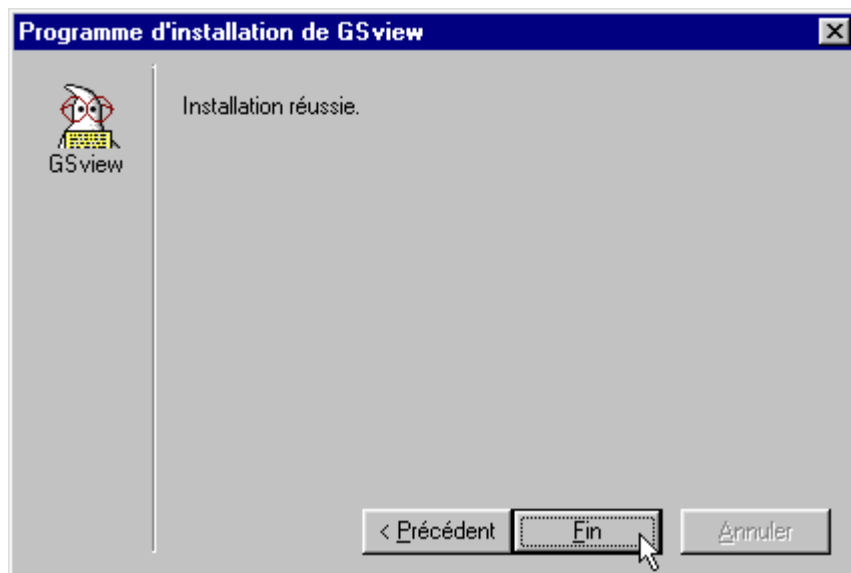 Programme d'installation de GSview
Installation réussie.
GSview
< Précédent
Fin
Annuler